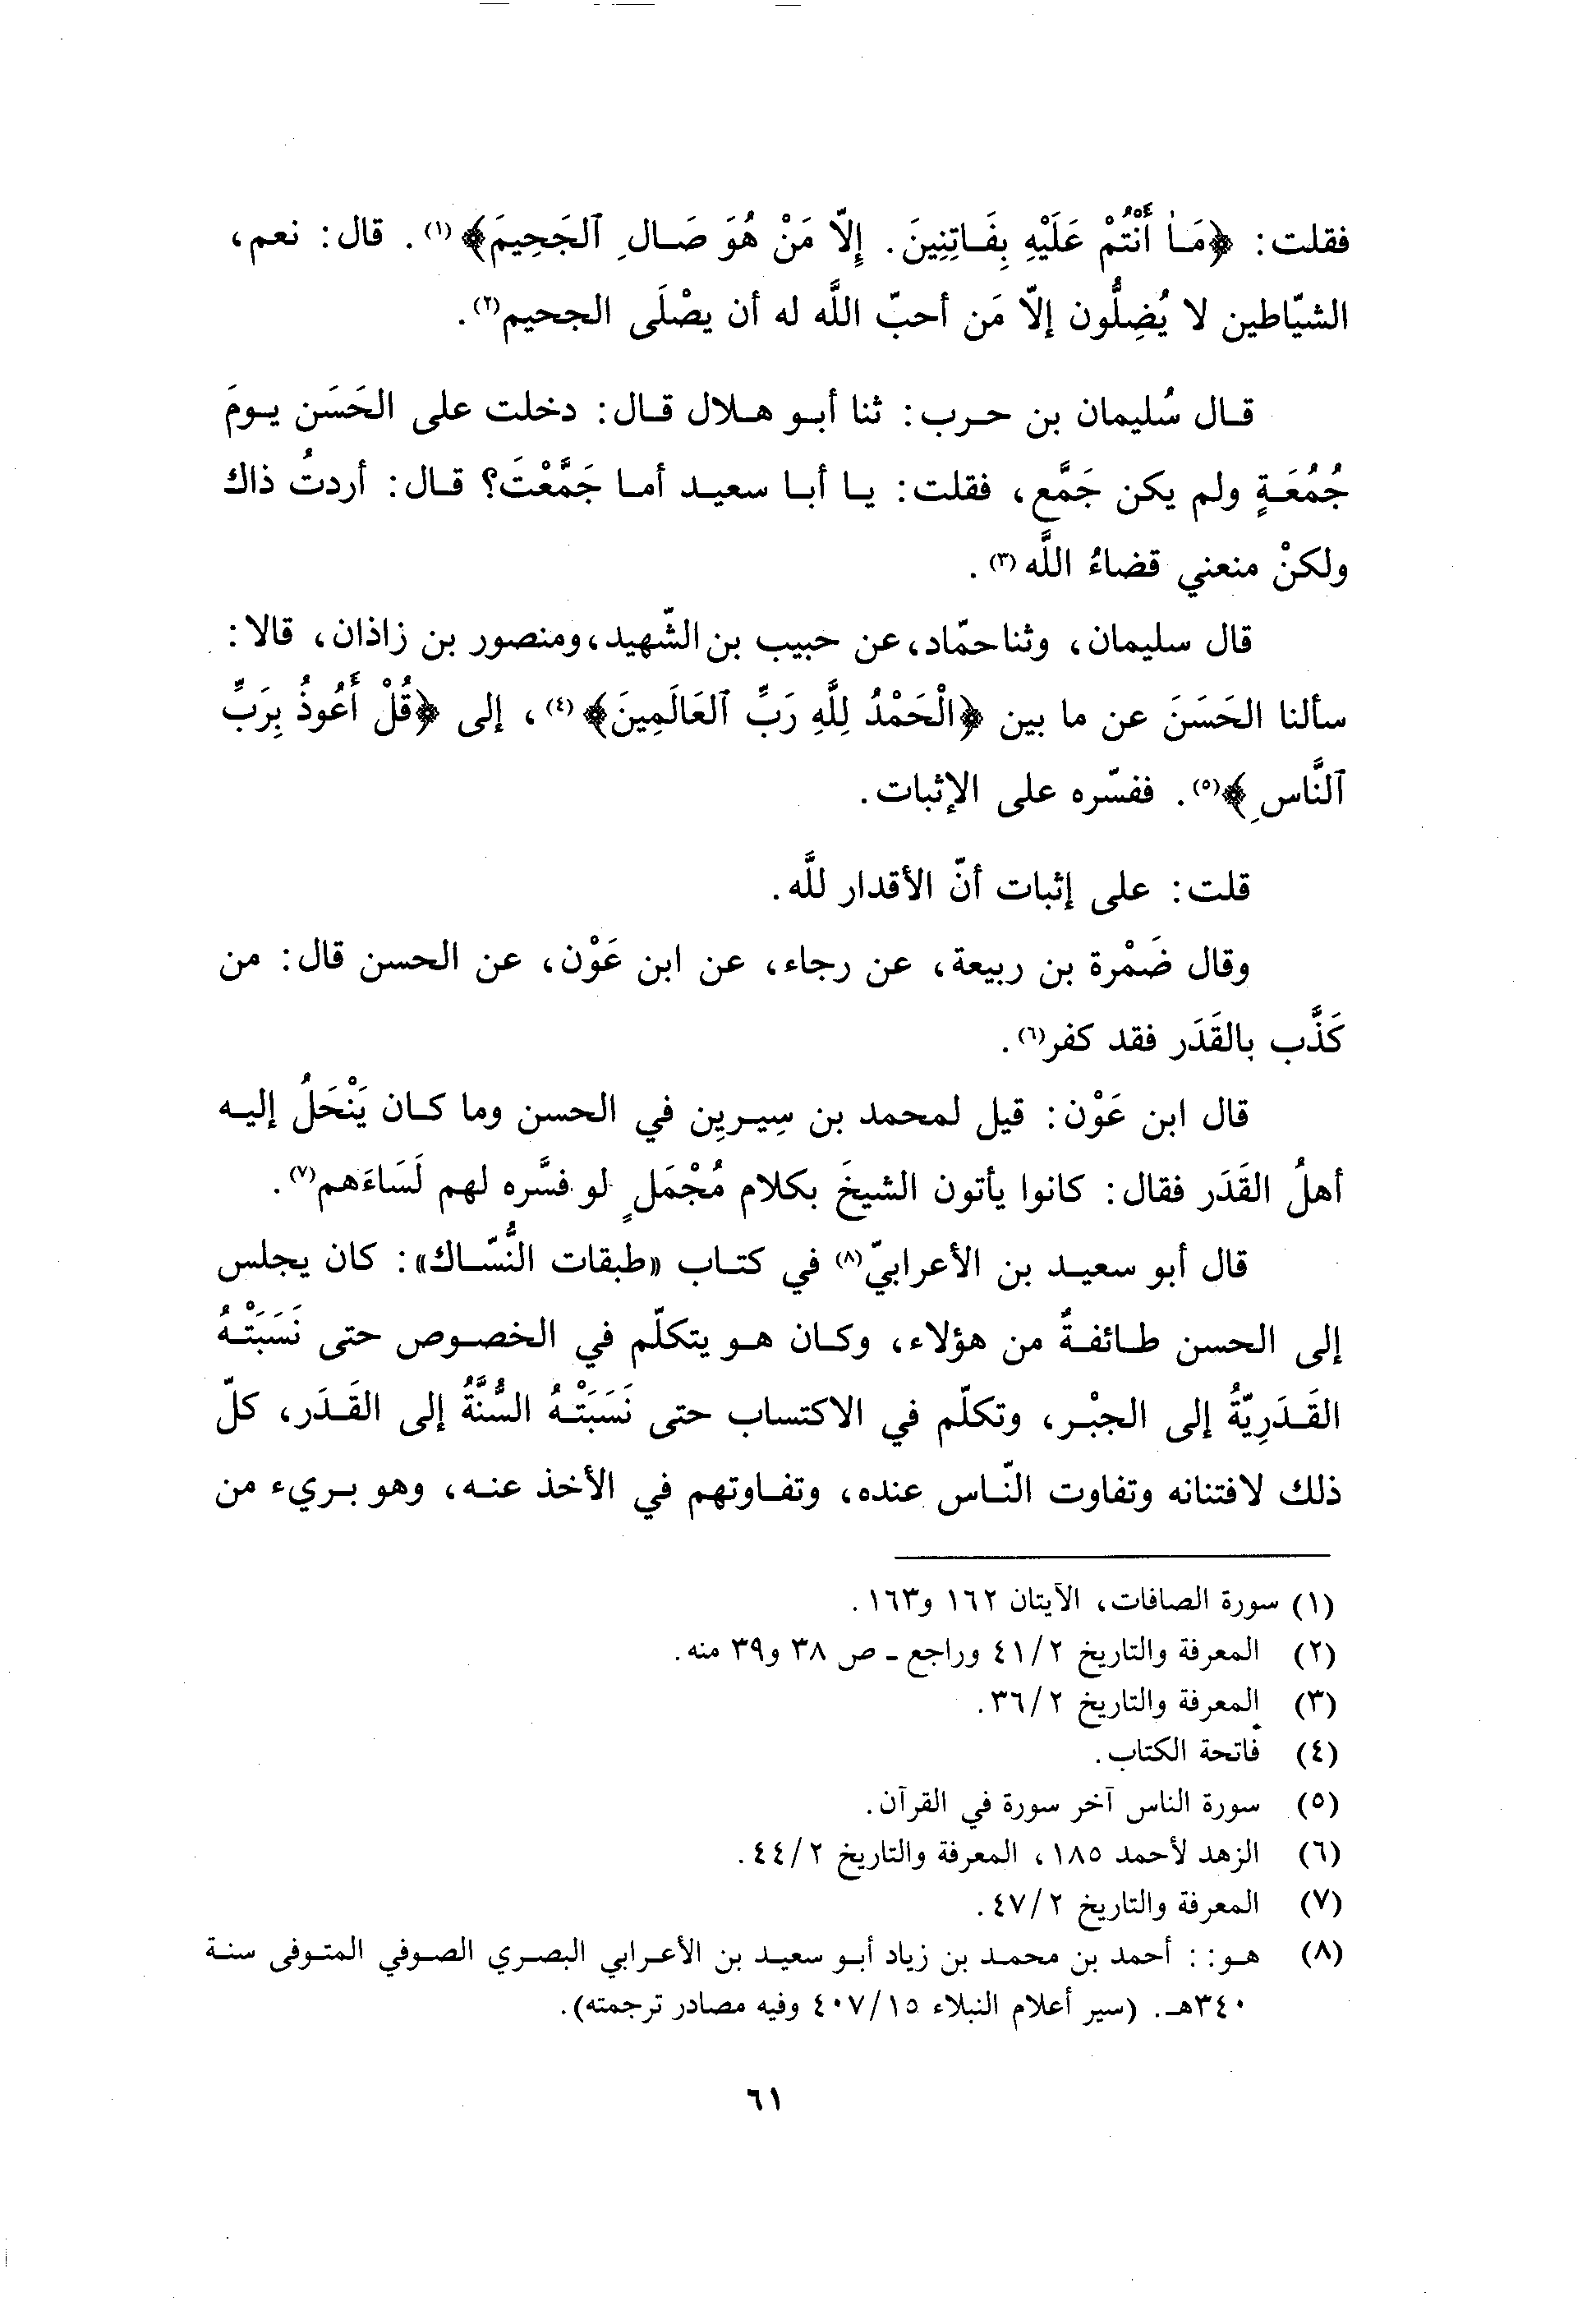 فقلت: ﴿مَا أَنْتُمْ عَلَيْهِ بِفَاتِنِينَ. إِلّا مَنْ هُوَ صَالِ ٱلجَحِيمَ﴾(١). قال: نعم،
الشيّاطين لا يُضِلُّون إلّا مَن أحبّ اللَّه له أن يصْلَى الجحيم(٢).
قال سُليمان بن حرب: ثنا أبو هلال قال: دخلت على الحَسَن يومَ
جُمُعَةٍ ولم يكن جَمَّع، فقلت: يا أبا سعيد أما جَمَّعْتَ؟ قال: أردتُ ذاك
ولكنْ منعني قضاءُ اللَّه(٣).
قال سليمان، وثنا حمّاد، عن حبيب بن الشّهيد، ومنصور بن زاذان، قالا:
سألنا الحَسَنَ عن ما بين ﴿الْحَمْدُ لِلَّهِ رَبِّ ٱلعَالَمِينَ﴾(٤)، إلى ﴿قُلْ أَعُوذُ بِرَبِّ
ٱلنَّاسِ﴾(٥). ففسّره على الإثبات.
قلت: على إثبات أنّ الأقدار للَّه.
وقال ضَمْرة بن ربيعة، عن رجاء، عن ابن عَوْن، عن الحسن قال: من
كَذَّب بالقَدَر فقد كفر(٦).
قال ابن عَوْن: قيل لمحمد بن سِيرِين في الحسن وما كان يَنْحَلُ إليه
أهلُ القَدَر فقال: كانوا يأتون الشيخَ بكلام مُجْمَلٍ لو فسَّره لهم لَسَاءَهم(٧).
قال أبو سعيد بن الأعرابيّ(٨) في كتاب «طبقات النُّسّاك»: كان يجلس
إلى الحسن طائفةٌ من هؤلاء، وكان هو يتكلّم في الخصوص حتى نَسَبَتْهُ
القَدَرِيّةُ إلى الجبْر، وتكلّم في الاكتساب حتى نَسَبَتْهُ السُّنَّةُ إلى القَدَر، كلّ
ذلك لافتنانه وتفاوت النّاس عنده، وتفاوتهم في الأخذ عنه، وهو بريء من
(١) سورة الصافات، الآيتان ١٦٢ و١٦٣.
(٢) المعرفة والتاريخ ٤١/٢ وراجع - ص ٣٨ و٣٩ منه.
(٣) المعرفة والتاريخ ٣٦/٢.
(٤) فاتحة الكتاب.
(٥) سورة الناس آخر سورة في القرآن.
(٦) الزهد لأحمد ١٨٥، المعرفة والتاريخ ٤٤/٢.
(٧) المعرفة والتاريخ ٤٧/٢.
(٨) هو: : أحمد بن محمد بن زياد أبو سعيد بن الأعرابي البصري الصوفي المتوفى سنة
٣٤٠هـ. (سير أعلام النبلاء ٤٠٧/١٥ وفيه مصادر ترجمته).
٦١